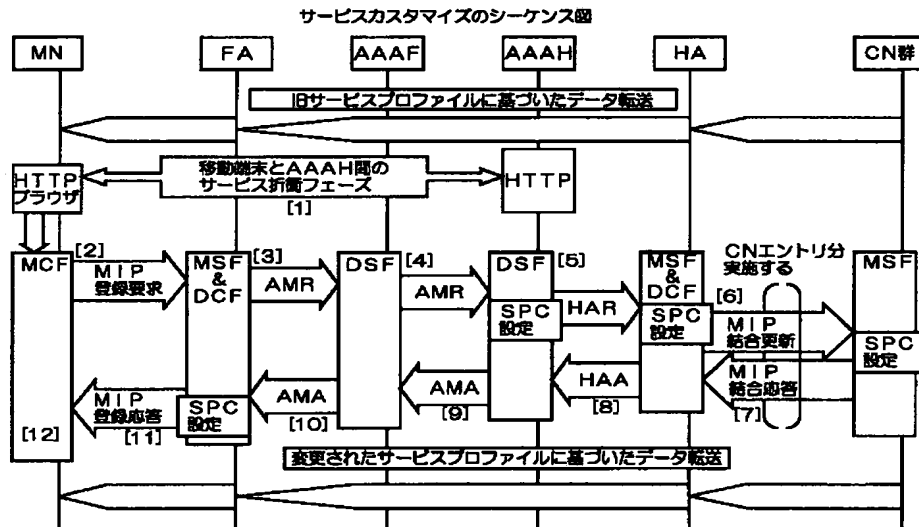 サービスカスタマイズのシーケンス図
MN
FA
AAAF
AAAH
HA
CN群
旧サービスプロファイルに基づいたデータ転送
HTTP
ブラウザ
移動端末とAAAH間の
サービス折衝フェーズ
[1]
HTTP
MCF
[2]
MIP
登録要求
MSF
&
DCF
[3]
AMR
DSF
[4]
AMR
DSF
[5]
SPC
設定
HAR
MSF
&
DCF
SPC
設定
CNエントリ分
実施する
[6]
MIP
結合更新
MSF
SPC
設定
MIP
結合応答
[7]
HAA
[8]
AMA
[9]
AMA
[10]
SPC
設定
MIP
登録応答
[11]
[12]
変更されたサービスプロファイルに基づいたデータ転送